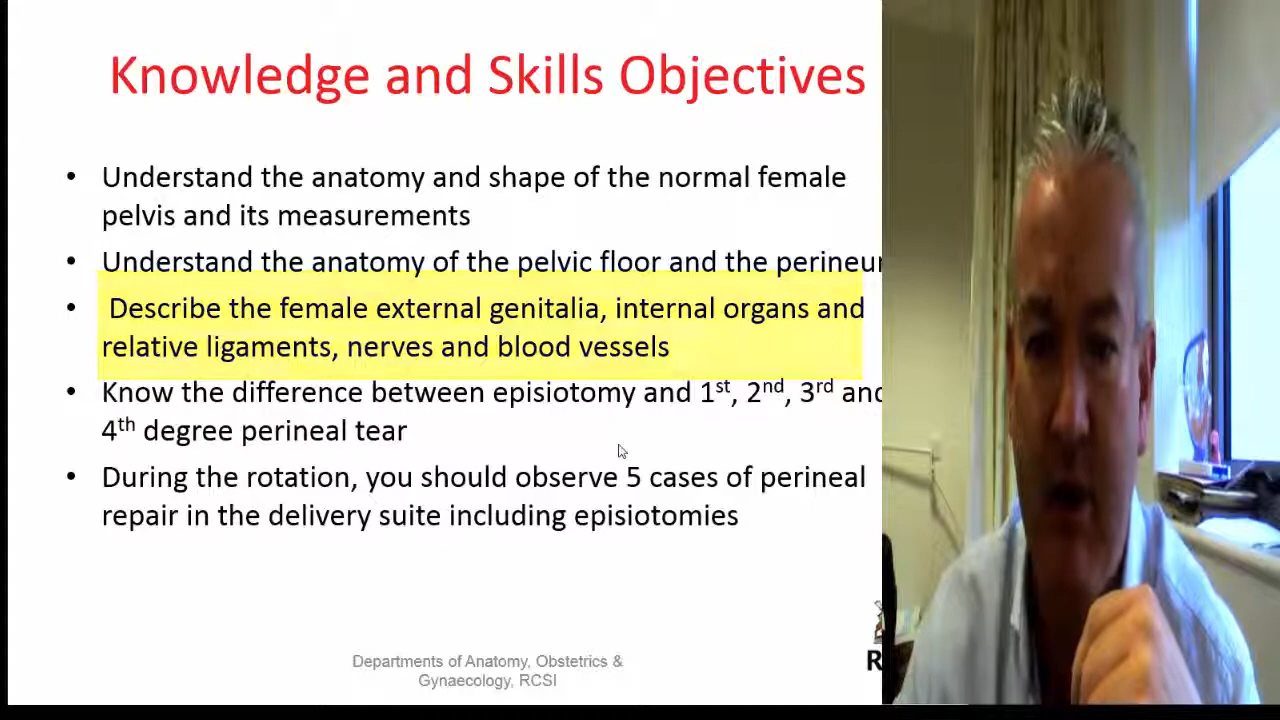 Knowledge and Skills Objectives
• Understand the anatomy and shape of the normal female
pelvis and its measurements
• Understand the anatomy of the pelvic floor and the
• Describe the female external genitalia, internal organs and
relative ligaments, nerves and blood vessels
• Know the difference between episiotomy and 1st, 2nd, 3rd and
4th degree perineal tear
• During the rotation, you should observe 5 cases of perineal
repair in the delivery suite including episiotomies
Departments of Anatomy, Obstetrics &
Gynaecology, RCSI
R